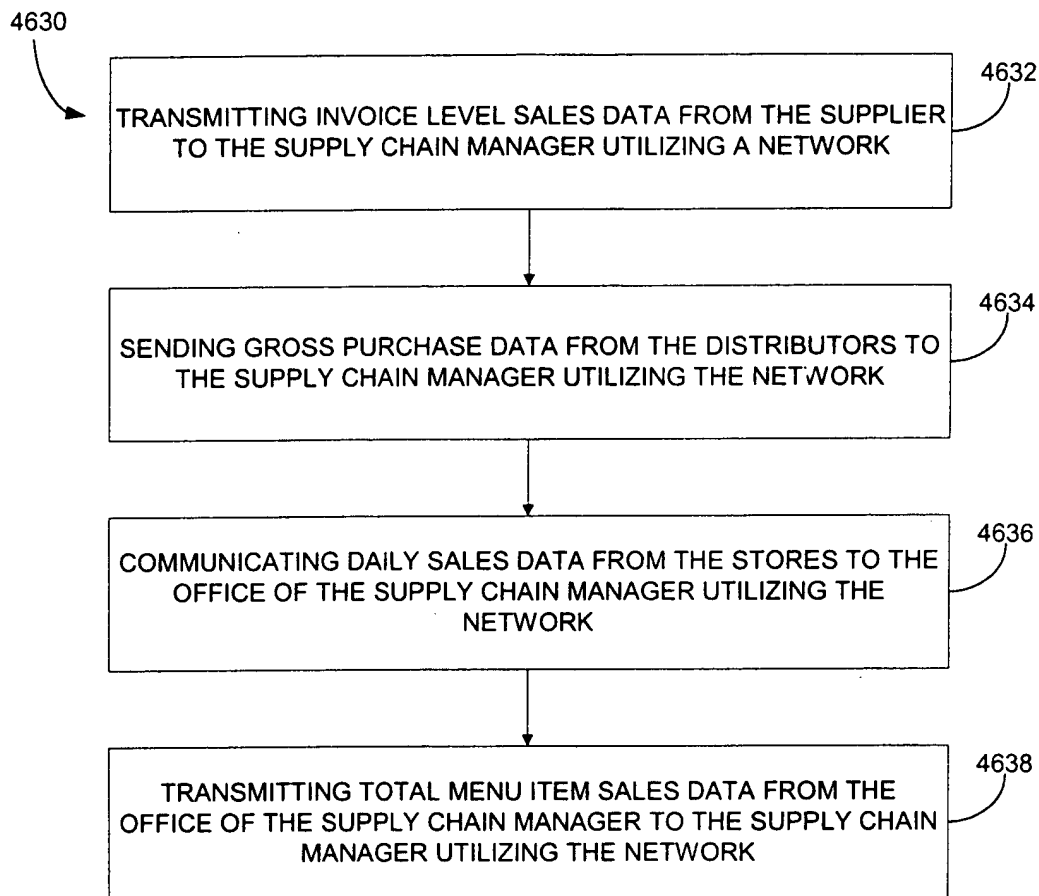 4630
4632
TRANSMITTING INVOICE LEVEL SALES DATA FROM THE SUPPLIER
TO THE SUPPLY CHAIN MANAGER UTILIZING A NETWORK
4634
SENDING GROSS PURCHASE DATA FROM THE DISTRIBUTORS TO
THE SUPPLY CHAIN MANAGER UTILIZING THE NETWORK
4636
COMMUNICATING DAILY SALES DATA FROM THE STORES TO THE
OFFICE OF THE SUPPLY CHAIN MANAGER UTILIZING THE
NETWORK
4638
TRANSMITTING TOTAL MENU ITEM SALES DATA FROM THE
OFFICE OF THE SUPPLY CHAIN MANAGER TO THE SUPPLY CHAIN
MANAGER UTILIZING THE NETWORK